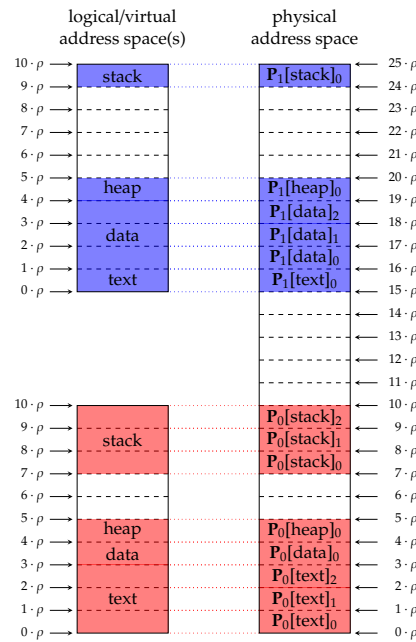 logical/virtual
address space(s)
physical
address space
10 · ρ
stack
P₁[stack]₀
25 · ρ
9 · ρ
24 · ρ
8 · ρ
23 · ρ
7 · ρ
22 · ρ
6 · ρ
21 · ρ
5 · ρ
20 · ρ
heap
P₁[heap]₀
4 · ρ
19 · ρ
P₁[data]₂
3 · ρ
18 · ρ
data
P₁[data]₁
2 · ρ
17 · ρ
P₁[data]₀
1 · ρ
16 · ρ
text
P₁[text]₀
0 · ρ
15 · ρ
14 · ρ
13 · ρ
12 · ρ
11 · ρ
10 · ρ
10 · ρ
P₀[stack]₂
9 · ρ
9 · ρ
stack
P₀[stack]₁
8 · ρ
8 · ρ
P₀[stack]₀
7 · ρ
7 · ρ
6 · ρ
6 · ρ
5 · ρ
5 · ρ
heap
P₀[heap]₀
4 · ρ
4 · ρ
data
P₀[data]₀
3 · ρ
3 · ρ
P₀[text]₂
2 · ρ
2 · ρ
text
P₀[text]₁
1 · ρ
1 · ρ
P₀[text]₀
0 · ρ
0 · ρ